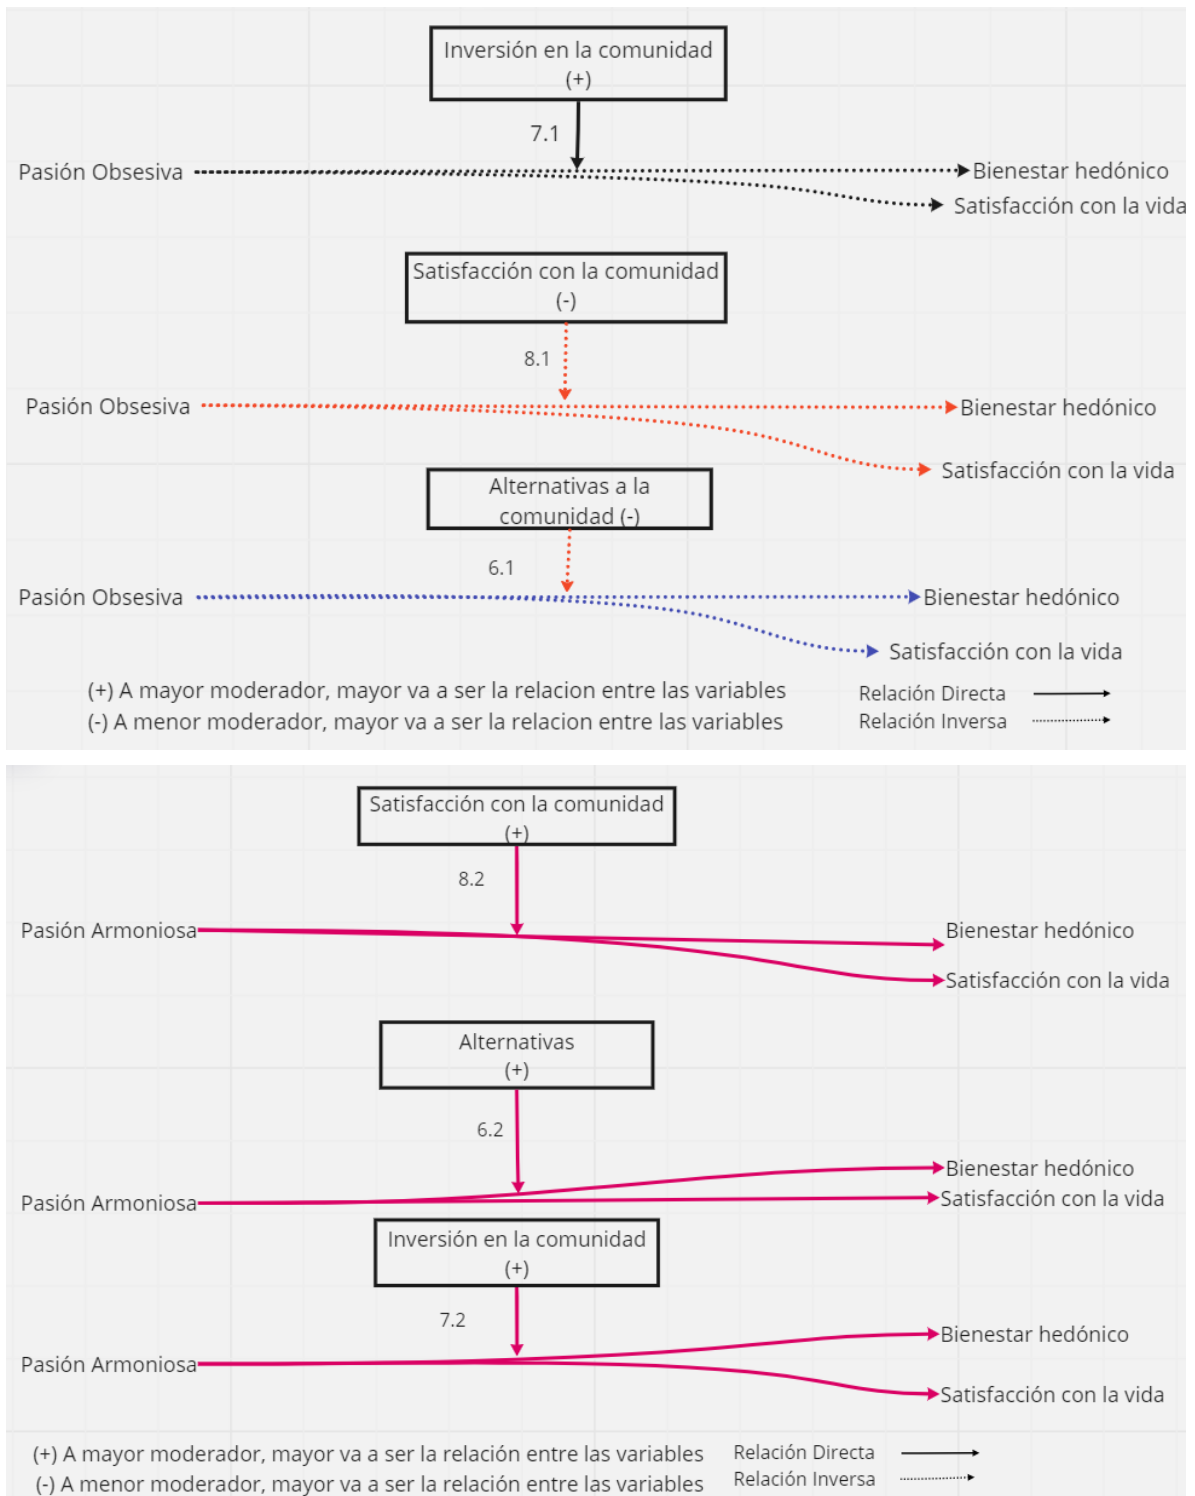 Inversión en la comunidad
(+)
7.1
Pasión Obsesiva
Bienestar hedónico
Satisfacción con la vida
Satisfacción con la comunidad
(-)
8.1
Pasión Obsesiva
Bienestar hedónico
Satisfacción con la vida
Alternativas a la
comunidad (-)
6.1
Pasión Obsesiva
Bienestar hedónico
Satisfacción con la vida
(+) A mayor moderador, mayor va a ser la relacion entre las variables
Relación Directa
(-) A menor moderador, mayor va a ser la relacion entre las variables
Relación Inversa
Satisfacción con la comunidad
(+)
8.2
Pasión Armoniosa
Bienestar hedónico
Satisfacción con la vida
Alternativas
(+)
6.2
Bienestar hedónico
Pasión Armoniosa
Satisfacción con la vida
Inversión en la comunidad
(+)
7.2
Bienestar hedónico
Pasión Armoniosa
Satisfacción con la vida
(+) A mayor moderador, mayor va a ser la relación entre las variables
Relación Directa
(-) A menor moderador, mayor va a ser la relación entre las variables
Relación Inversa